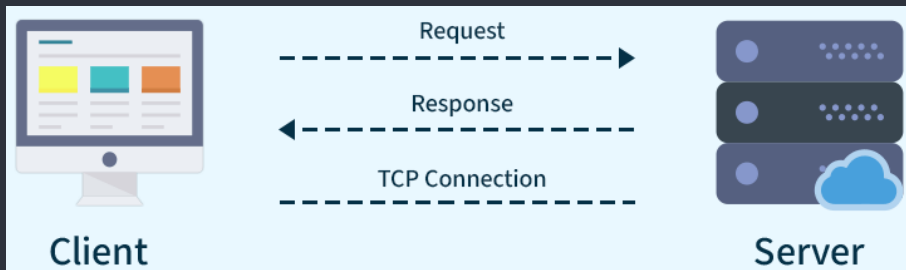 Request
Response
TCP Connection
Client
Server